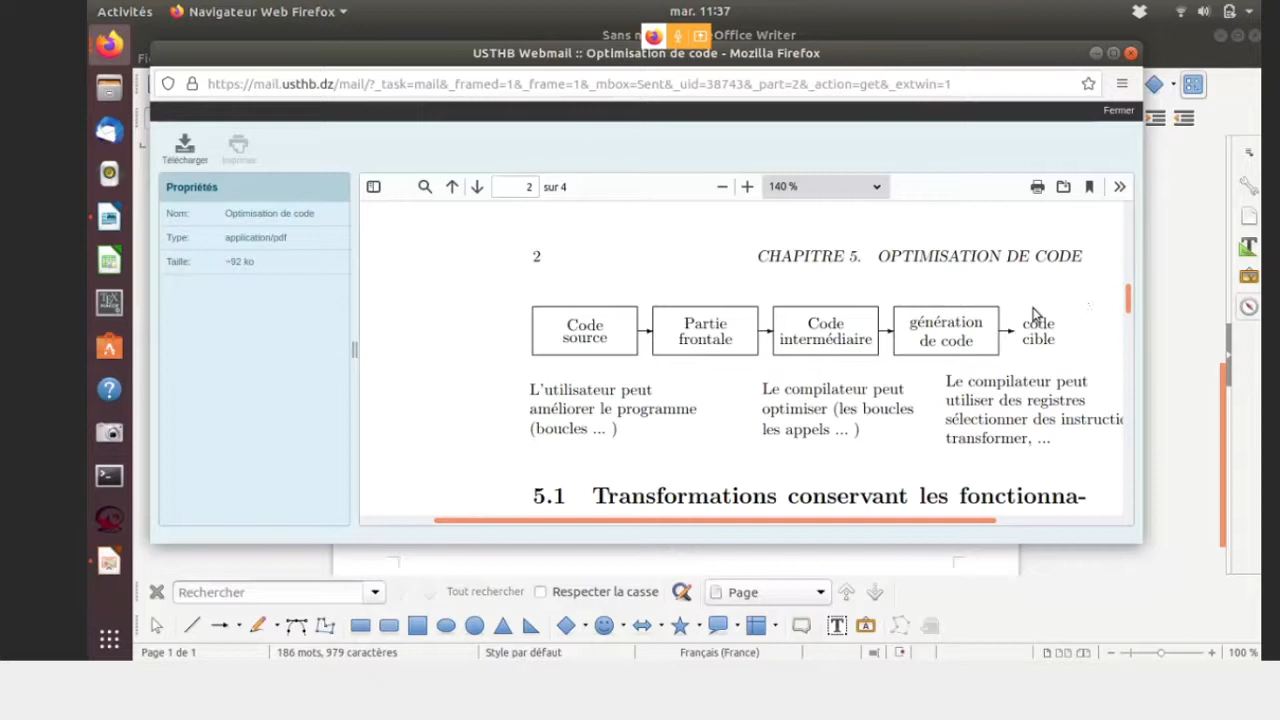 Activités
Navigateur Web Firefox
mar. 11:37
Sans n
Office Writer
Fi
USTHB Webmail :: Optimisation de code - Mozilla Firefox
https://mail.usthb.dz/mail/?_task=mail&_framed=1&_frame=1&_mbox=Sent&_uid=38743&_part=2&_action=get&_extwin=1
Fermer
Télécharger
Imprimer
Propriétés
Nom: Optimisation de code
Type: application/pdf
Taille: ~92 ko
2 sur 4
140 %
2
CHAPITRE 5. OPTIMISATION DE CODE
Code
source
Partie
frontale
Code
intermédiaire
génération
de code
code
cible
L'utilisateur peut
améliorer le programme
(boucles ... )
Le compilateur peut
optimiser (les boucles
les appels ... )
Le compilateur peut
utiliser des registres
sélectionner des instructio
transformer, ...
5.1 Transformations conservant les fonctionna-
Rechercher
Tout rechercher
Respecter la casse
Page
Page 1 de 1
186 mots, 979 caractères
Style par défaut
Français (France)
100 %